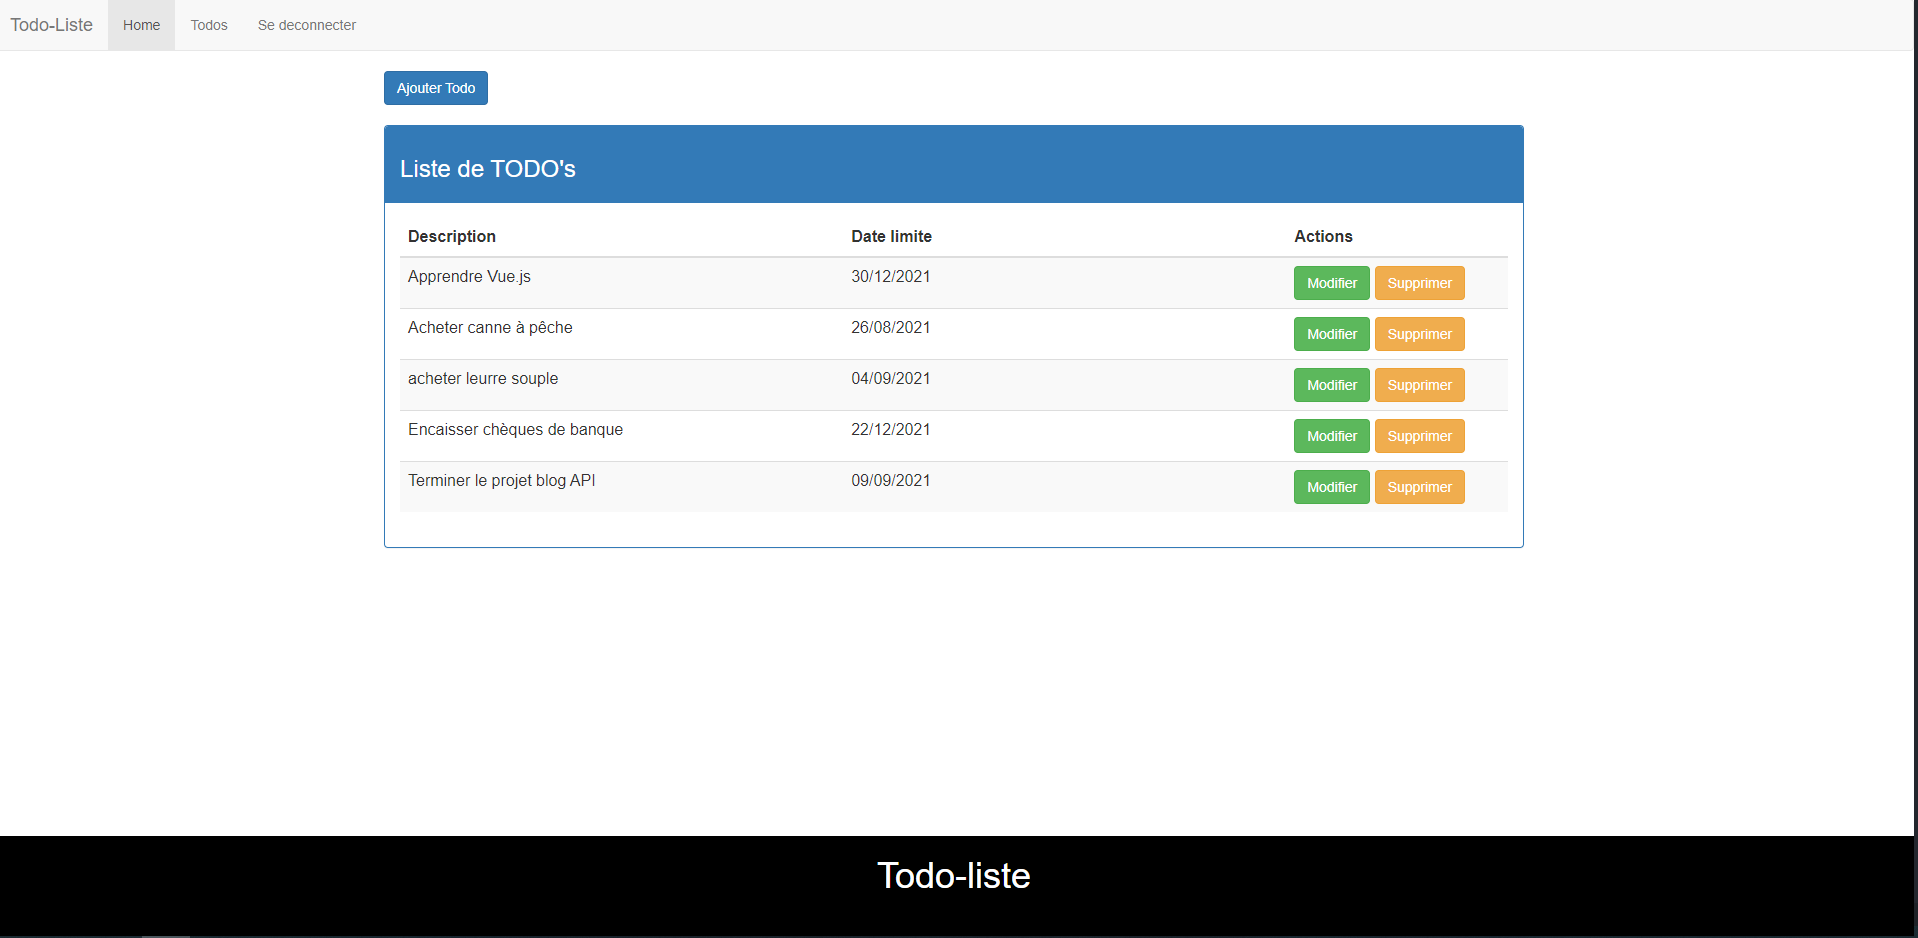 Todo-Liste Home Todos Se deconnecter
Ajouter Todo
Liste de TODO's
Description Date limite Actions
Apprendre Vue.js 30/12/2021 Modifier Supprimer
Acheter canne à pêche 26/08/2021 Modifier Supprimer
acheter leurre souple 04/09/2021 Modifier Supprimer
Encaisser chèques de banque 22/12/2021 Modifier Supprimer
Terminer le projet blog API 09/09/2021 Modifier Supprimer
Todo-liste